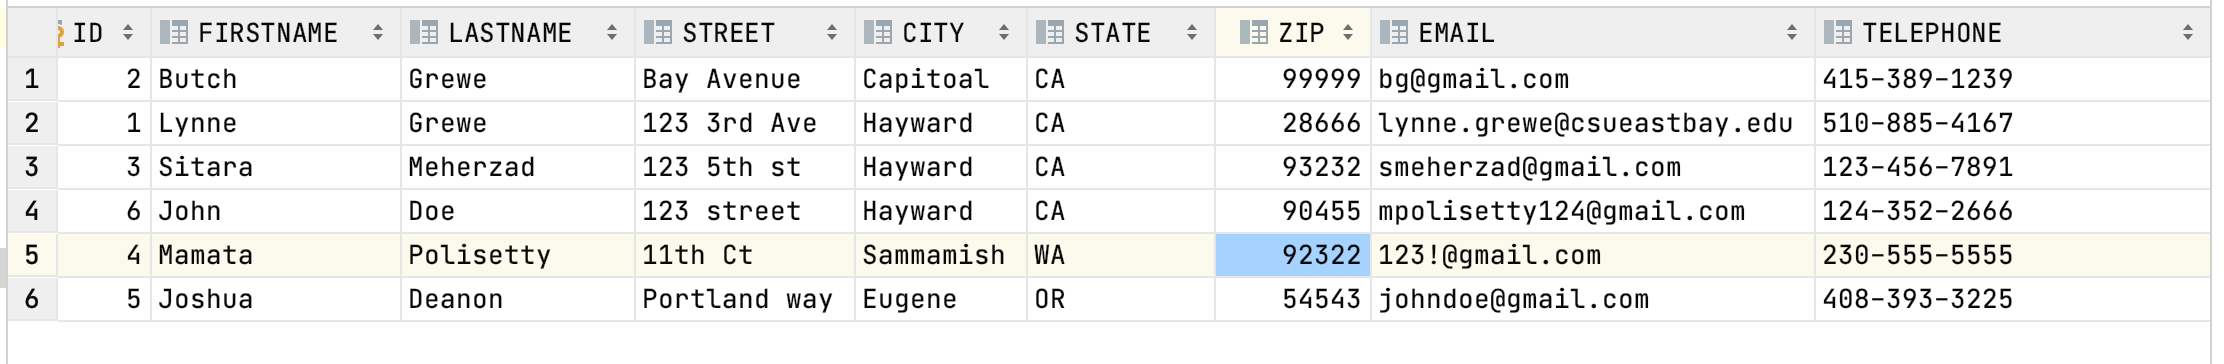 ID FIRSTNAME LASTNAME STREET CITY STATE ZIP EMAIL TELEPHONE
1 2 Butch Grewe Bay Avenue Capitoal CA 99999 bg@gmail.com 415-389-1239
2 1 Lynne Grewe 123 3rd Ave Hayward CA 28666 lynne.grewe@csueastbay.edu 510-885-4167
3 3 Sitara Meherzad 123 5th st Hayward CA 93232 smeherzad@gmail.com 123-456-7891
4 6 John Doe 123 street Hayward CA 90455 mpolisetty124@gmail.com 124-352-2666
5 4 Mamata Polisetty 11th Ct Sammamish WA 92322 123!@gmail.com 230-555-5555
6 5 Joshua Deanon Portland way Eugene OR 54543 johndoe@gmail.com 408-393-3225